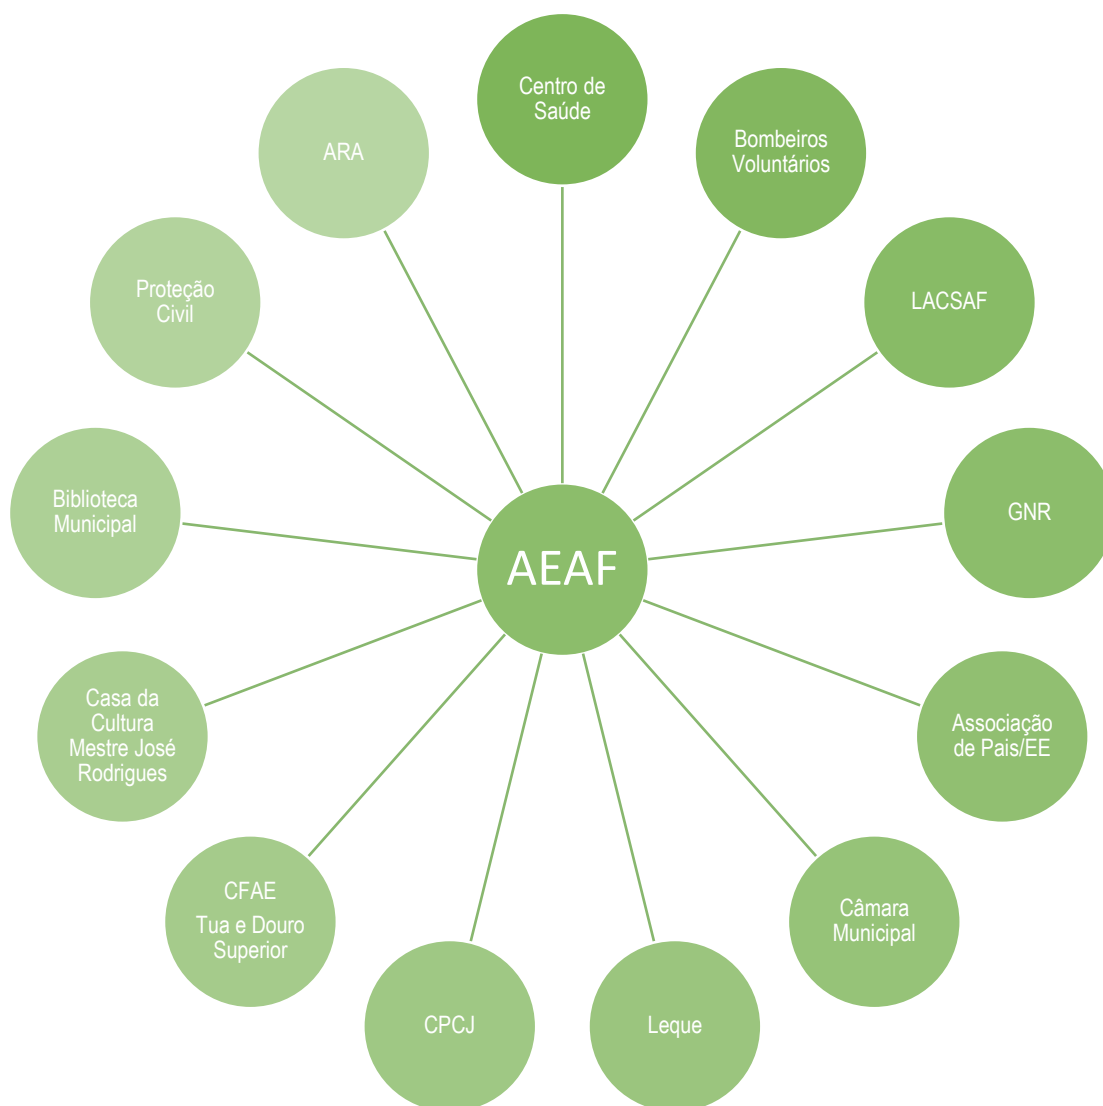 Centro de
Saúde
Bombeiros
Voluntários
LACSAF
GNR
Associação
de Pais/EE
Câmara
Municipal
Leque
CPCJ
CFAE
Tua e Douro
Superior
Casa da
Cultura
Mestre José
Rodrigues
Biblioteca
Municipal
Proteção
Civil
ARA
AEAF